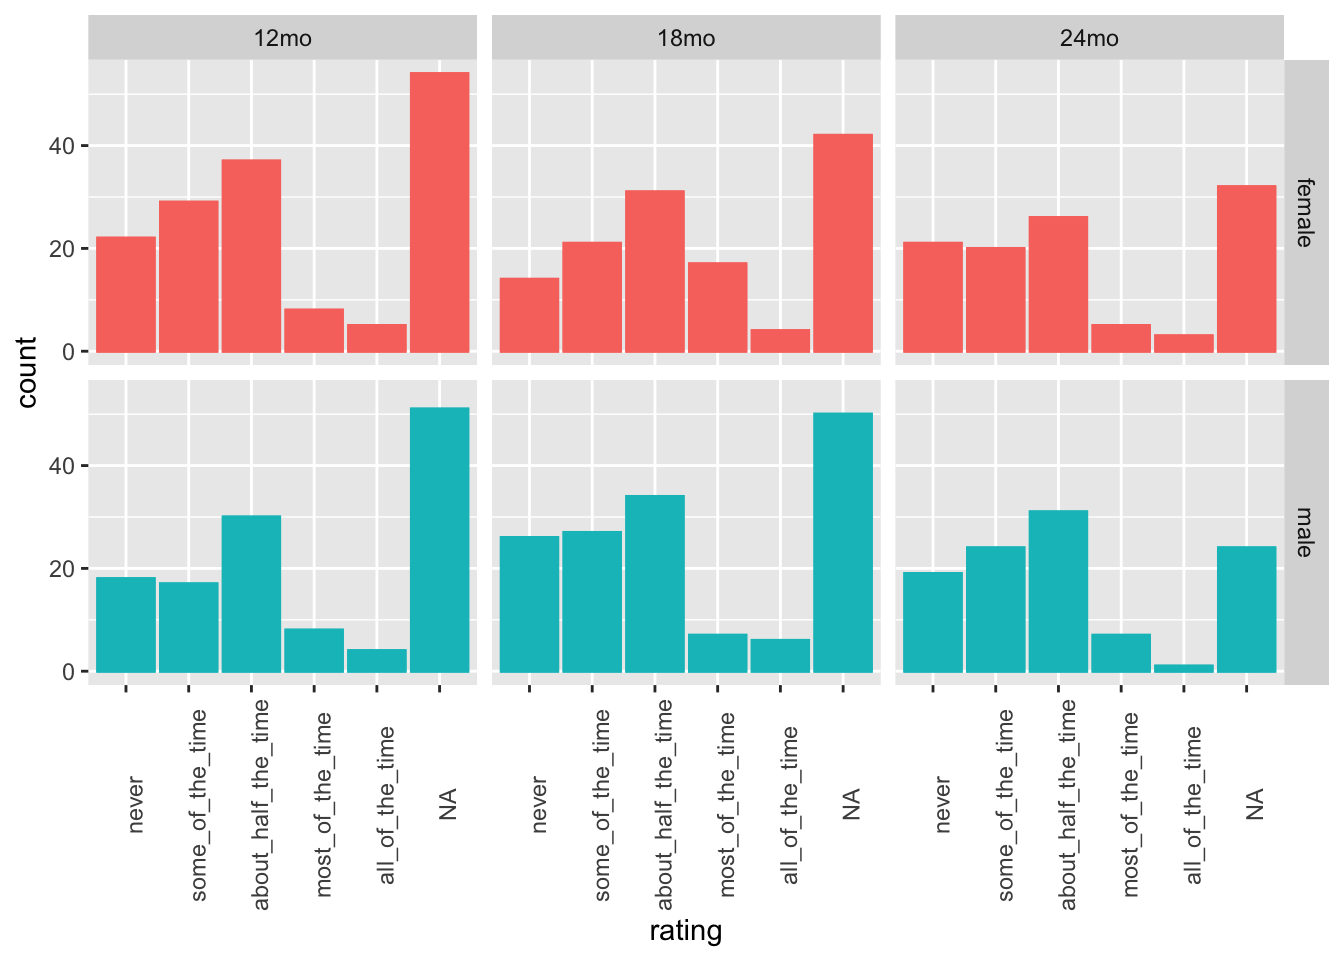 12mo
18mo
24mo
female
male
count
40
20
0
40
20
0
never
some_of_the_time
about_half_the_time
most_of_the_time
all_of_the_time
NA
never
some_of_the_time
about_half_the_time
most_of_the_time
all_of_the_time
NA
never
some_of_the_time
about_half_the_time
most_of_the_time
all_of_the_time
NA
rating